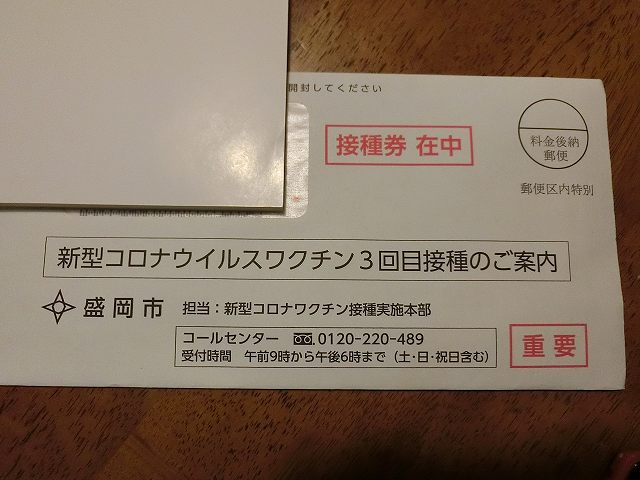 開封してください
接種券 在中
料金後納
郵便
郵便区内特別
新型コロナウイルスワクチン3回目接種のご案内
盛岡市 担当:新型コロナワクチン接種実施本部
コールセンター 0120-220-489
受付時間 午前9時から午後6時まで(土・日・祝日含む)
重要